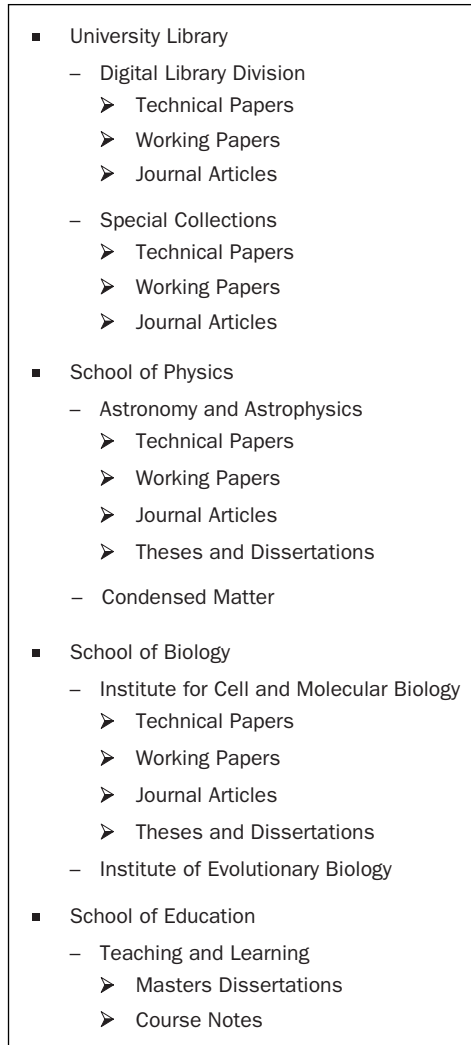 ▪ University Library
– Digital Library Division
➢ Technical Papers
➢ Working Papers
➢ Journal Articles
– Special Collections
➢ Technical Papers
➢ Working Papers
➢ Journal Articles
▪ School of Physics
– Astronomy and Astrophysics
➢ Technical Papers
➢ Working Papers
➢ Journal Articles
➢ Theses and Dissertations
– Condensed Matter
▪ School of Biology
– Institute for Cell and Molecular Biology
➢ Technical Papers
➢ Working Papers
➢ Journal Articles
➢ Theses and Dissertations
– Institute of Evolutionary Biology
▪ School of Education
– Teaching and Learning
➢ Masters Dissertations
➢ Course Notes